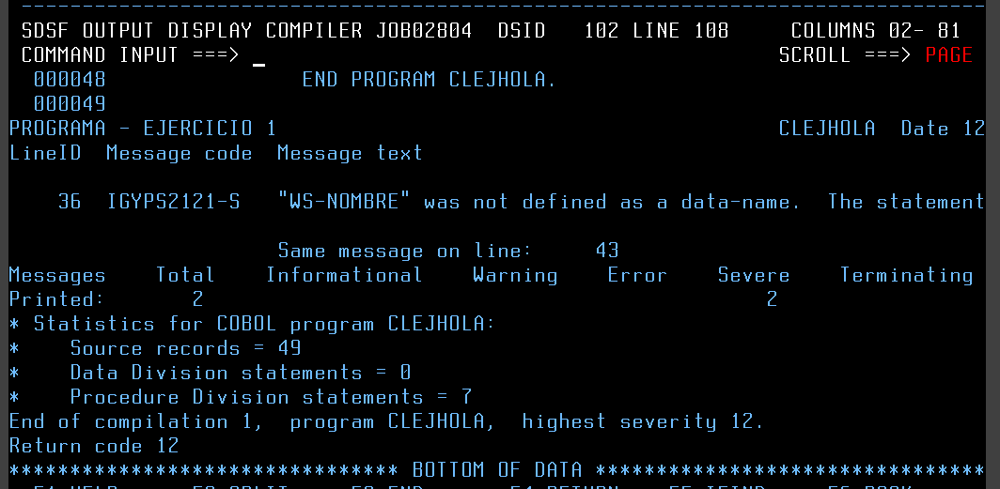 SDSF OUTPUT DISPLAY COMPILER JOB02804  DSID   102 LINE 108     COLUMNS 02- 81
COMMAND INPUT ===> _                                            SCROLL ===> PAGE
  000048                END PROGRAM CLEJHOLA.
  000049
PROGRAMA - EJERCICIO 1                                         CLEJHOLA  Date 12
LineID  Message code  Message text
    36  IGYPS2121-S   "WS-NOMBRE" was not defined as a data-name.  The statement
                      Same message on line:     43
Messages    Total    Informational    Warning    Error    Severe    Terminating
Printed:       2                                              2
* Statistics for COBOL program CLEJHOLA:
*    Source records = 49
*    Data Division statements = 0
*    Procedure Division statements = 7
End of compilation 1,  program CLEJHOLA,  highest severity 12.
Return code 12
******************************** BOTTOM OF DATA ********************************